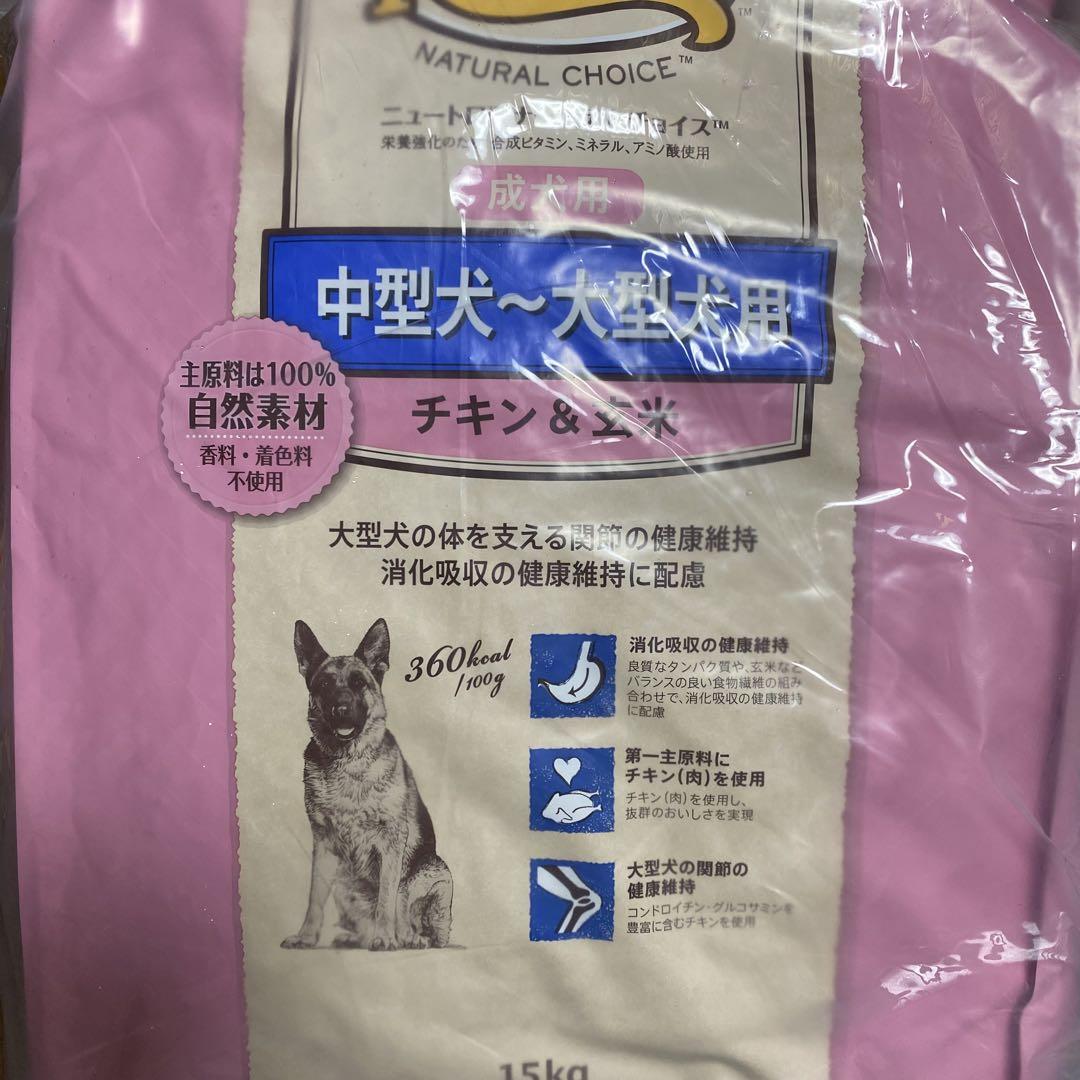 NATURAL CHOICE™
栄養強化のため 合成ビタミン、ミネラル、アミノ酸使用
成犬用
中型犬～大型犬用
チキン＆玄米
主原料は100%
自然素材
香料・着色料
不使用
大型犬の体を支える関節の健康維持
消化吸収の健康維持に配慮
360kcal
/100g
消化吸収の健康維持
良質なタンパク質や、玄米など
バランスの良い食物繊維の組み
合わせで、消化吸収の健康維持
に配慮
第一主原料に
チキン（肉）を使用
チキン（肉）を使用し、
抜群のおいしさを実現
大型犬の関節の
健康維持
コンドロイチン・グルコサミンを
豊富に含むチキンを使用
15kg